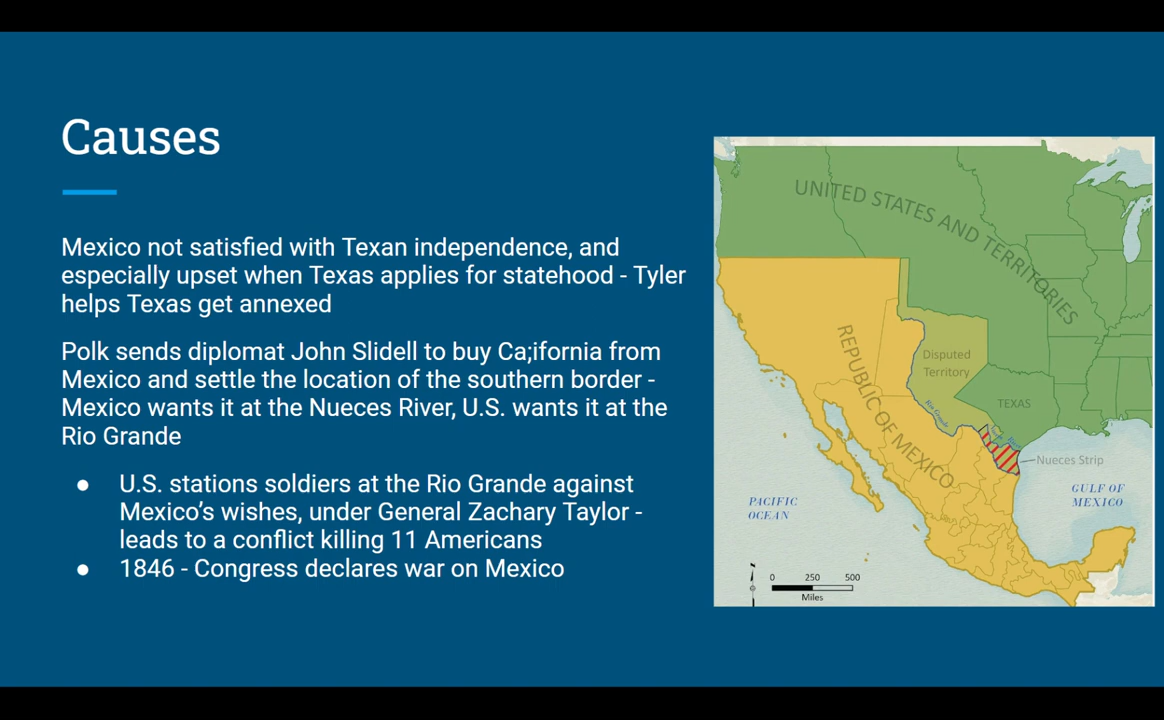 Causes
Mexico not satisfied with Texan independence, and
especially upset when Texas applies for statehood - Tyler
helps Texas get annexed
Polk sends diplomat John Slidell to buy Ca;ifornia from
Mexico and settle the location of the southern border -
Mexico wants it at the Nueces River, U.S. wants it at the
Rio Grande
● U.S. stations soldiers at the Rio Grande against
Mexico's wishes, under General Zachary Taylor -
leads to a conflict killing 11 Americans
● 1846 - Congress declares war on Mexico
UNITED STATES AND TERRITORIES
REPUBLIC OF MEXICO
Disputed
Territory
TEXAS
Rio Grande
Nueces Strip
GULF OF
MEXICO
PACIFIC
OCEAN
0 250 500
Miles